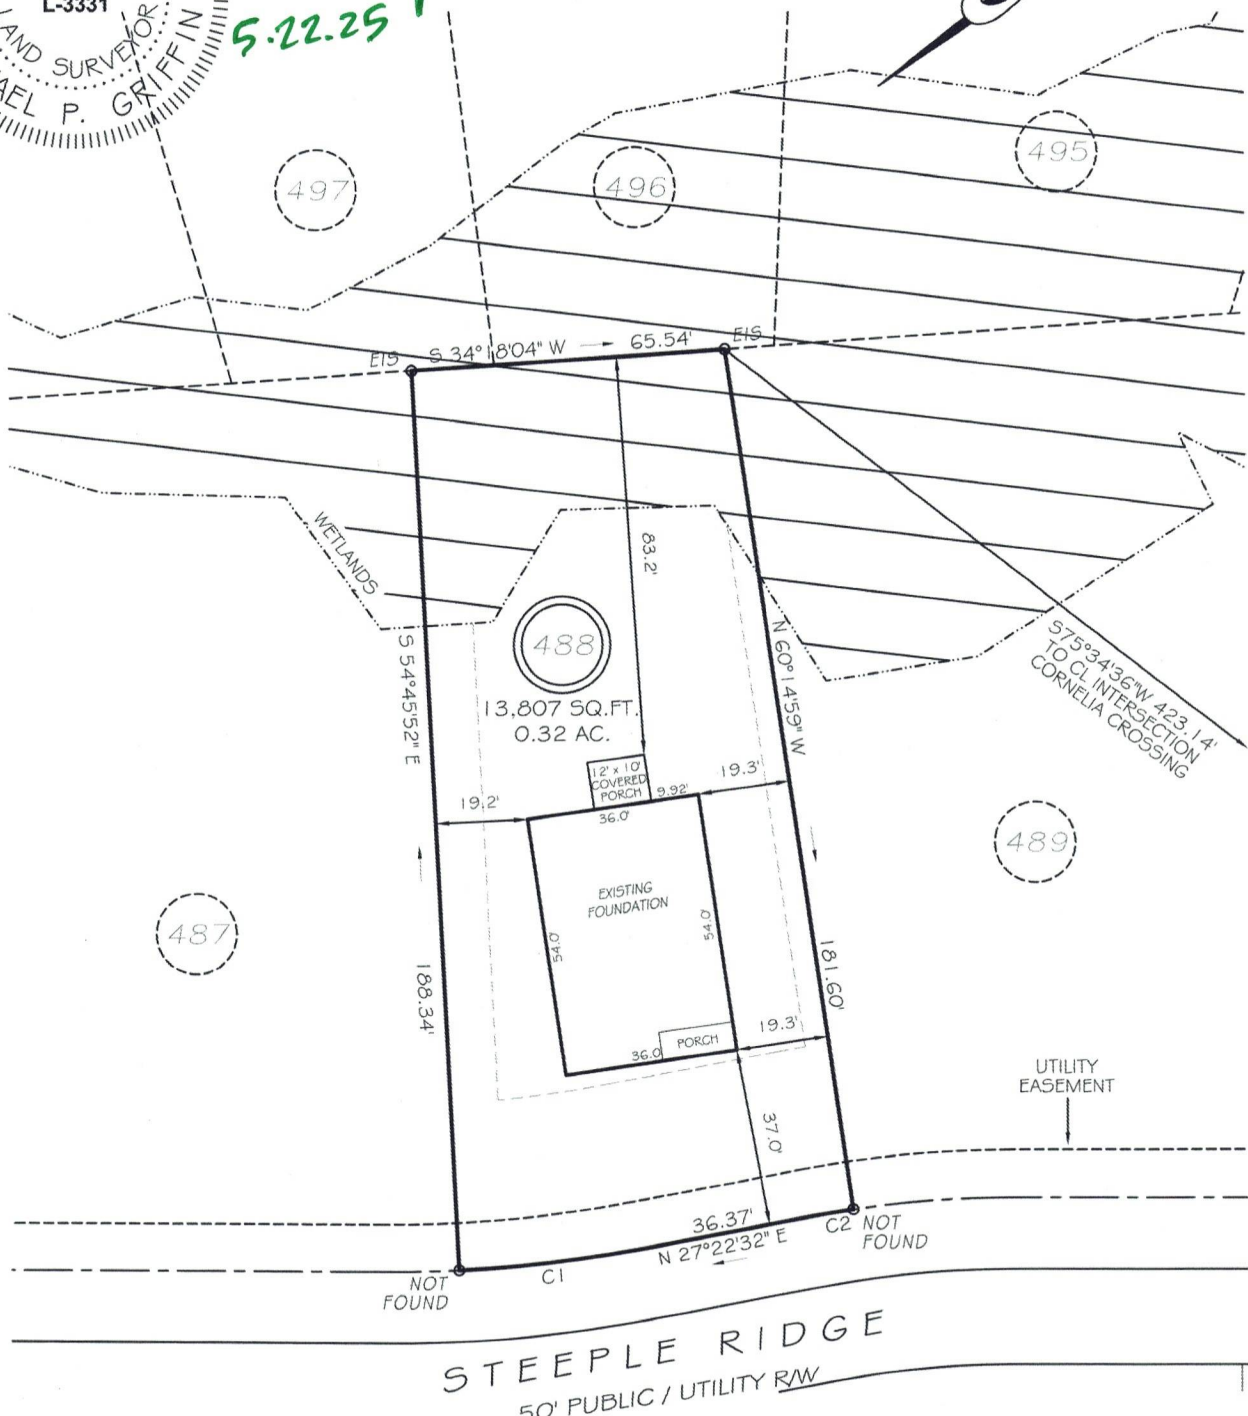 L-3331
LAND SURVEYOR
P. GRIFFIN
5.22.25
497
496
495
EIS
S 34°18'04" W
65.54'
EIS
WETLANDS
83.2'
488
13,807 SQ.FT.
0.32 AC.
S 54°45'52" E
188.34'
N 60°14'59" W
181.60'
S75°34'36"W 423.14'
TO CL INTERSECTION
CORNELIA CROSSING
12' x 10'
COVERED
PORCH
9.92'
36.0'
19.2'
19.3'
489
487
EXISTING
FOUNDATION
54.0'
54.0'
36.0
PORCH
19.3'
37.0'
UTILITY
EASEMENT
36.37'
N 27°22'32" E
C1
C2
NOT
FOUND
NOT
FOUND
STEEPLE RIDGE
50' PUBLIC / UTILITY R/W